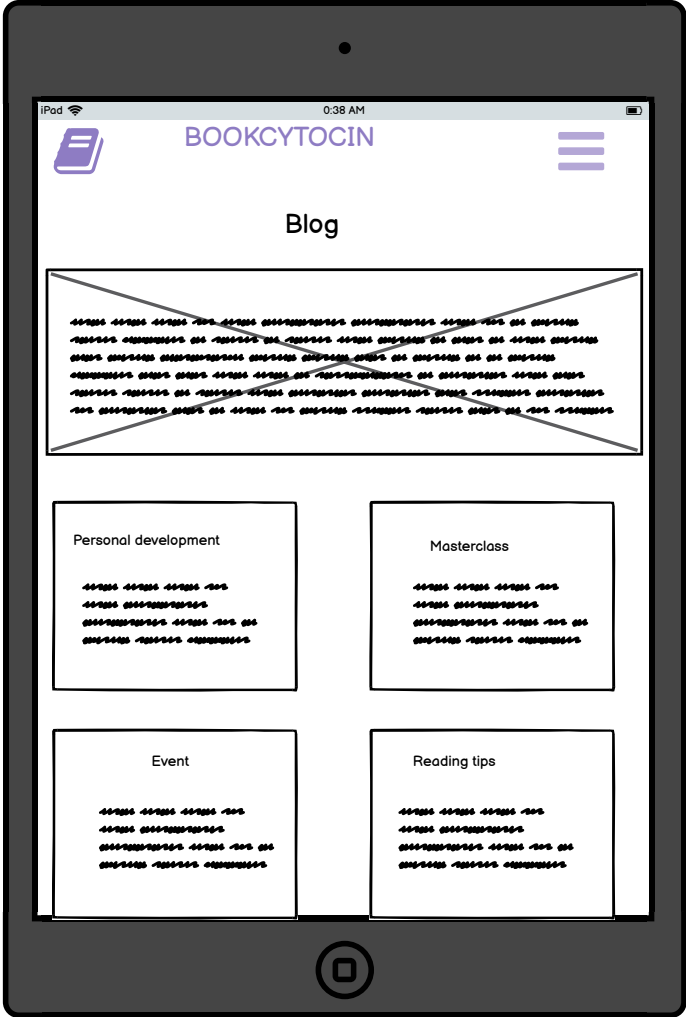 iPad
0:38 AM
BOOKCYTOCIN
Blog
Personal development
Masterclass
Event
Reading tips